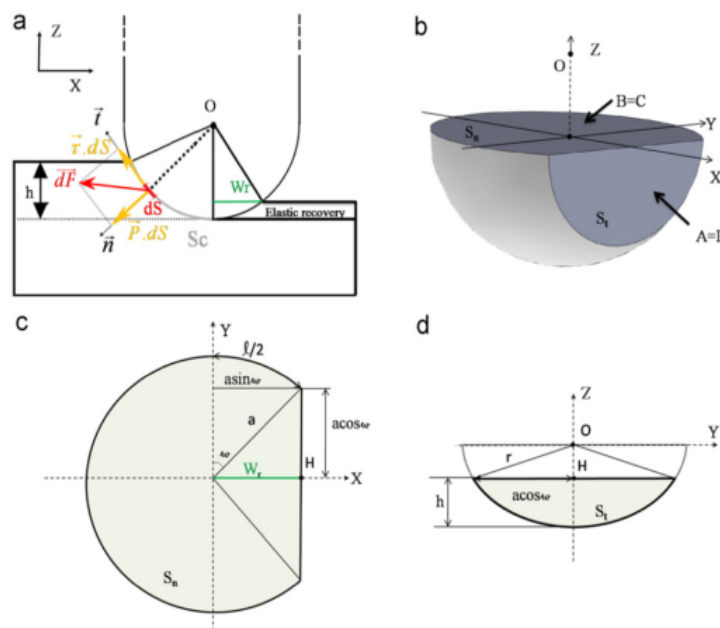 a
Z
X
O
t
τ.dS
dF
h
dS
Wr
Elastic recovery
Sc
P.dS
n
b
Z
O
B=C
Y
Sn
X
St
A=I
c
Y
ℓ/2
asinω
a
acosω
ω
Wr
H
X
Sn
d
Z
O
Y
r
H
acosω
h
St